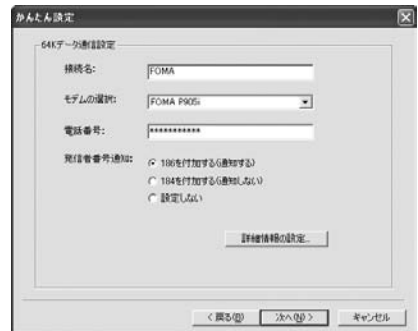 かんたん設定
64Kデータ通信設定
接続名: FOMA
モデムの選択: FOMA P905i
電話番号: ***********
発信者番号通知: 186を付加する(通知する)
184を付加する(通知しない)
設定しない
詳細情報の設定...
< 戻る(B) 次へ(N) > キャンセル